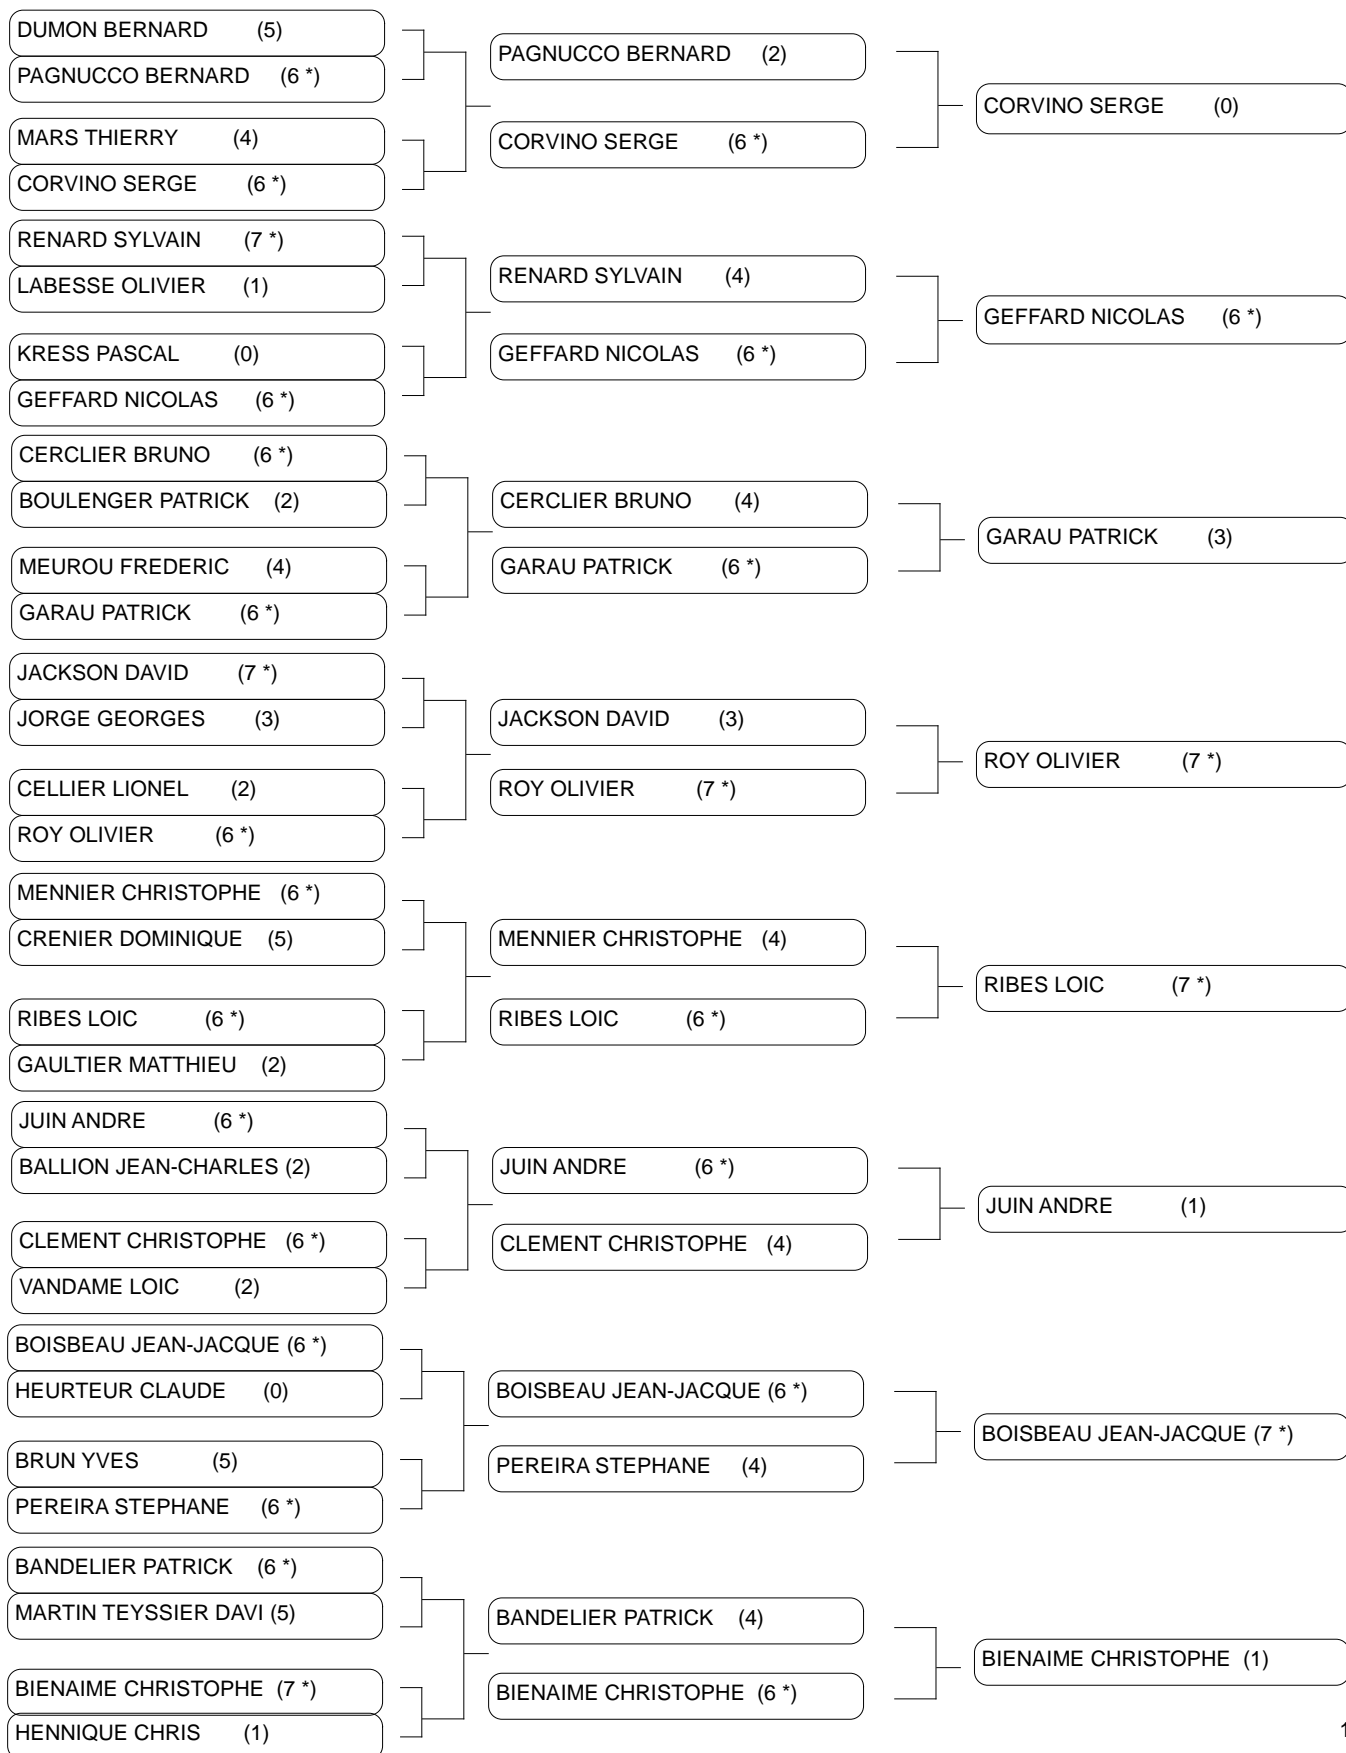 DUMON BERNARD (5)
PAGNUCCO BERNARD (6 *)
MARS THIERRY (4)
CORVINO SERGE (6 *)
RENARD SYLVAIN (7 *)
LABESSE OLIVIER (1)
KRESS PASCAL (0)
GEFFARD NICOLAS (6 *)
CERCLIER BRUNO (6 *)
BOULENGER PATRICK (2)
MEUROU FREDERIC (4)
GARAU PATRICK (6 *)
JACKSON DAVID (7 *)
JORGE GEORGES (3)
CELLIER LIONEL (2)
ROY OLIVIER (6 *)
MENNIER CHRISTOPHE (6 *)
CRENIER DOMINIQUE (5)
RIBES LOIC (6 *)
GAULTIER MATTHIEU (2)
JUIN ANDRE (6 *)
BALLION JEAN-CHARLES (2)
CLEMENT CHRISTOPHE (6 *)
VANDAME LOIC (2)
BOISBEAU JEAN-JACQUE (6 *)
HEURTEUR CLAUDE (0)
BRUN YVES (5)
PEREIRA STEPHANE (6 *)
BANDELIER PATRICK (6 *)
MARTIN TEYSSIER DAVI (5)
BIENAIME CHRISTOPHE (7 *)
HENNIQUE CHRIS (1)
PAGNUCCO BERNARD (2)
CORVINO SERGE (6 *)
RENARD SYLVAIN (4)
GEFFARD NICOLAS (6 *)
CERCLIER BRUNO (4)
GARAU PATRICK (6 *)
JACKSON DAVID (3)
ROY OLIVIER (7 *)
MENNIER CHRISTOPHE (4)
RIBES LOIC (6 *)
JUIN ANDRE (6 *)
CLEMENT CHRISTOPHE (4)
BOISBEAU JEAN-JACQUE (6 *)
PEREIRA STEPHANE (4)
BANDELIER PATRICK (4)
BIENAIME CHRISTOPHE (6 *)
CORVINO SERGE (0)
GEFFARD NICOLAS (6 *)
GARAU PATRICK (3)
ROY OLIVIER (7 *)
RIBES LOIC (7 *)
JUIN ANDRE (1)
BOISBEAU JEAN-JACQUE (7 *)
BIENAIME CHRISTOPHE (1)
1